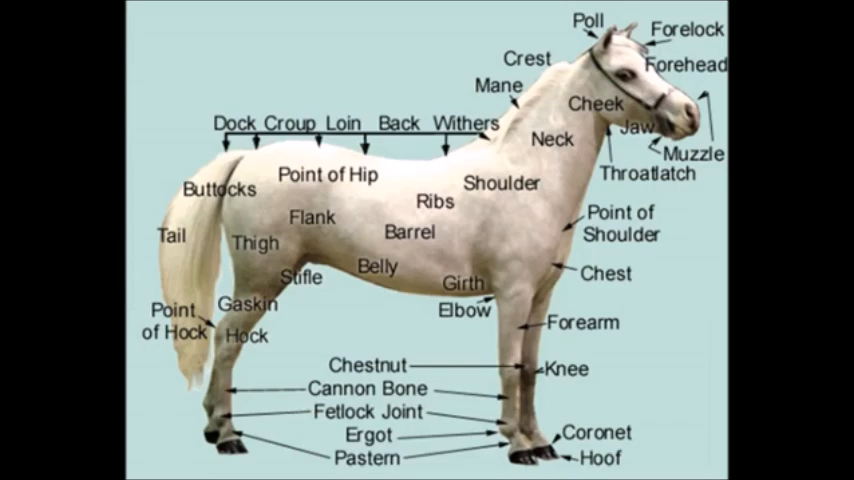 Poll
Forelock
Crest
Forehead
Mane
Cheek
Dock Croup Loin Back Withers
Jaw
Neck
Muzzle
Throatlatch
Point of Hip
Shoulder
Buttocks
Ribs
Flank
Point of
Shoulder
Tail
Thigh
Barrel
Belly
Stifle
Chest
Girth
Gaskin
Elbow
Point
of Hock
Hock
Forearm
Chestnut
Knee
Cannon Bone
Fetlock Joint
Ergot
Coronet
Pastern
Hoof